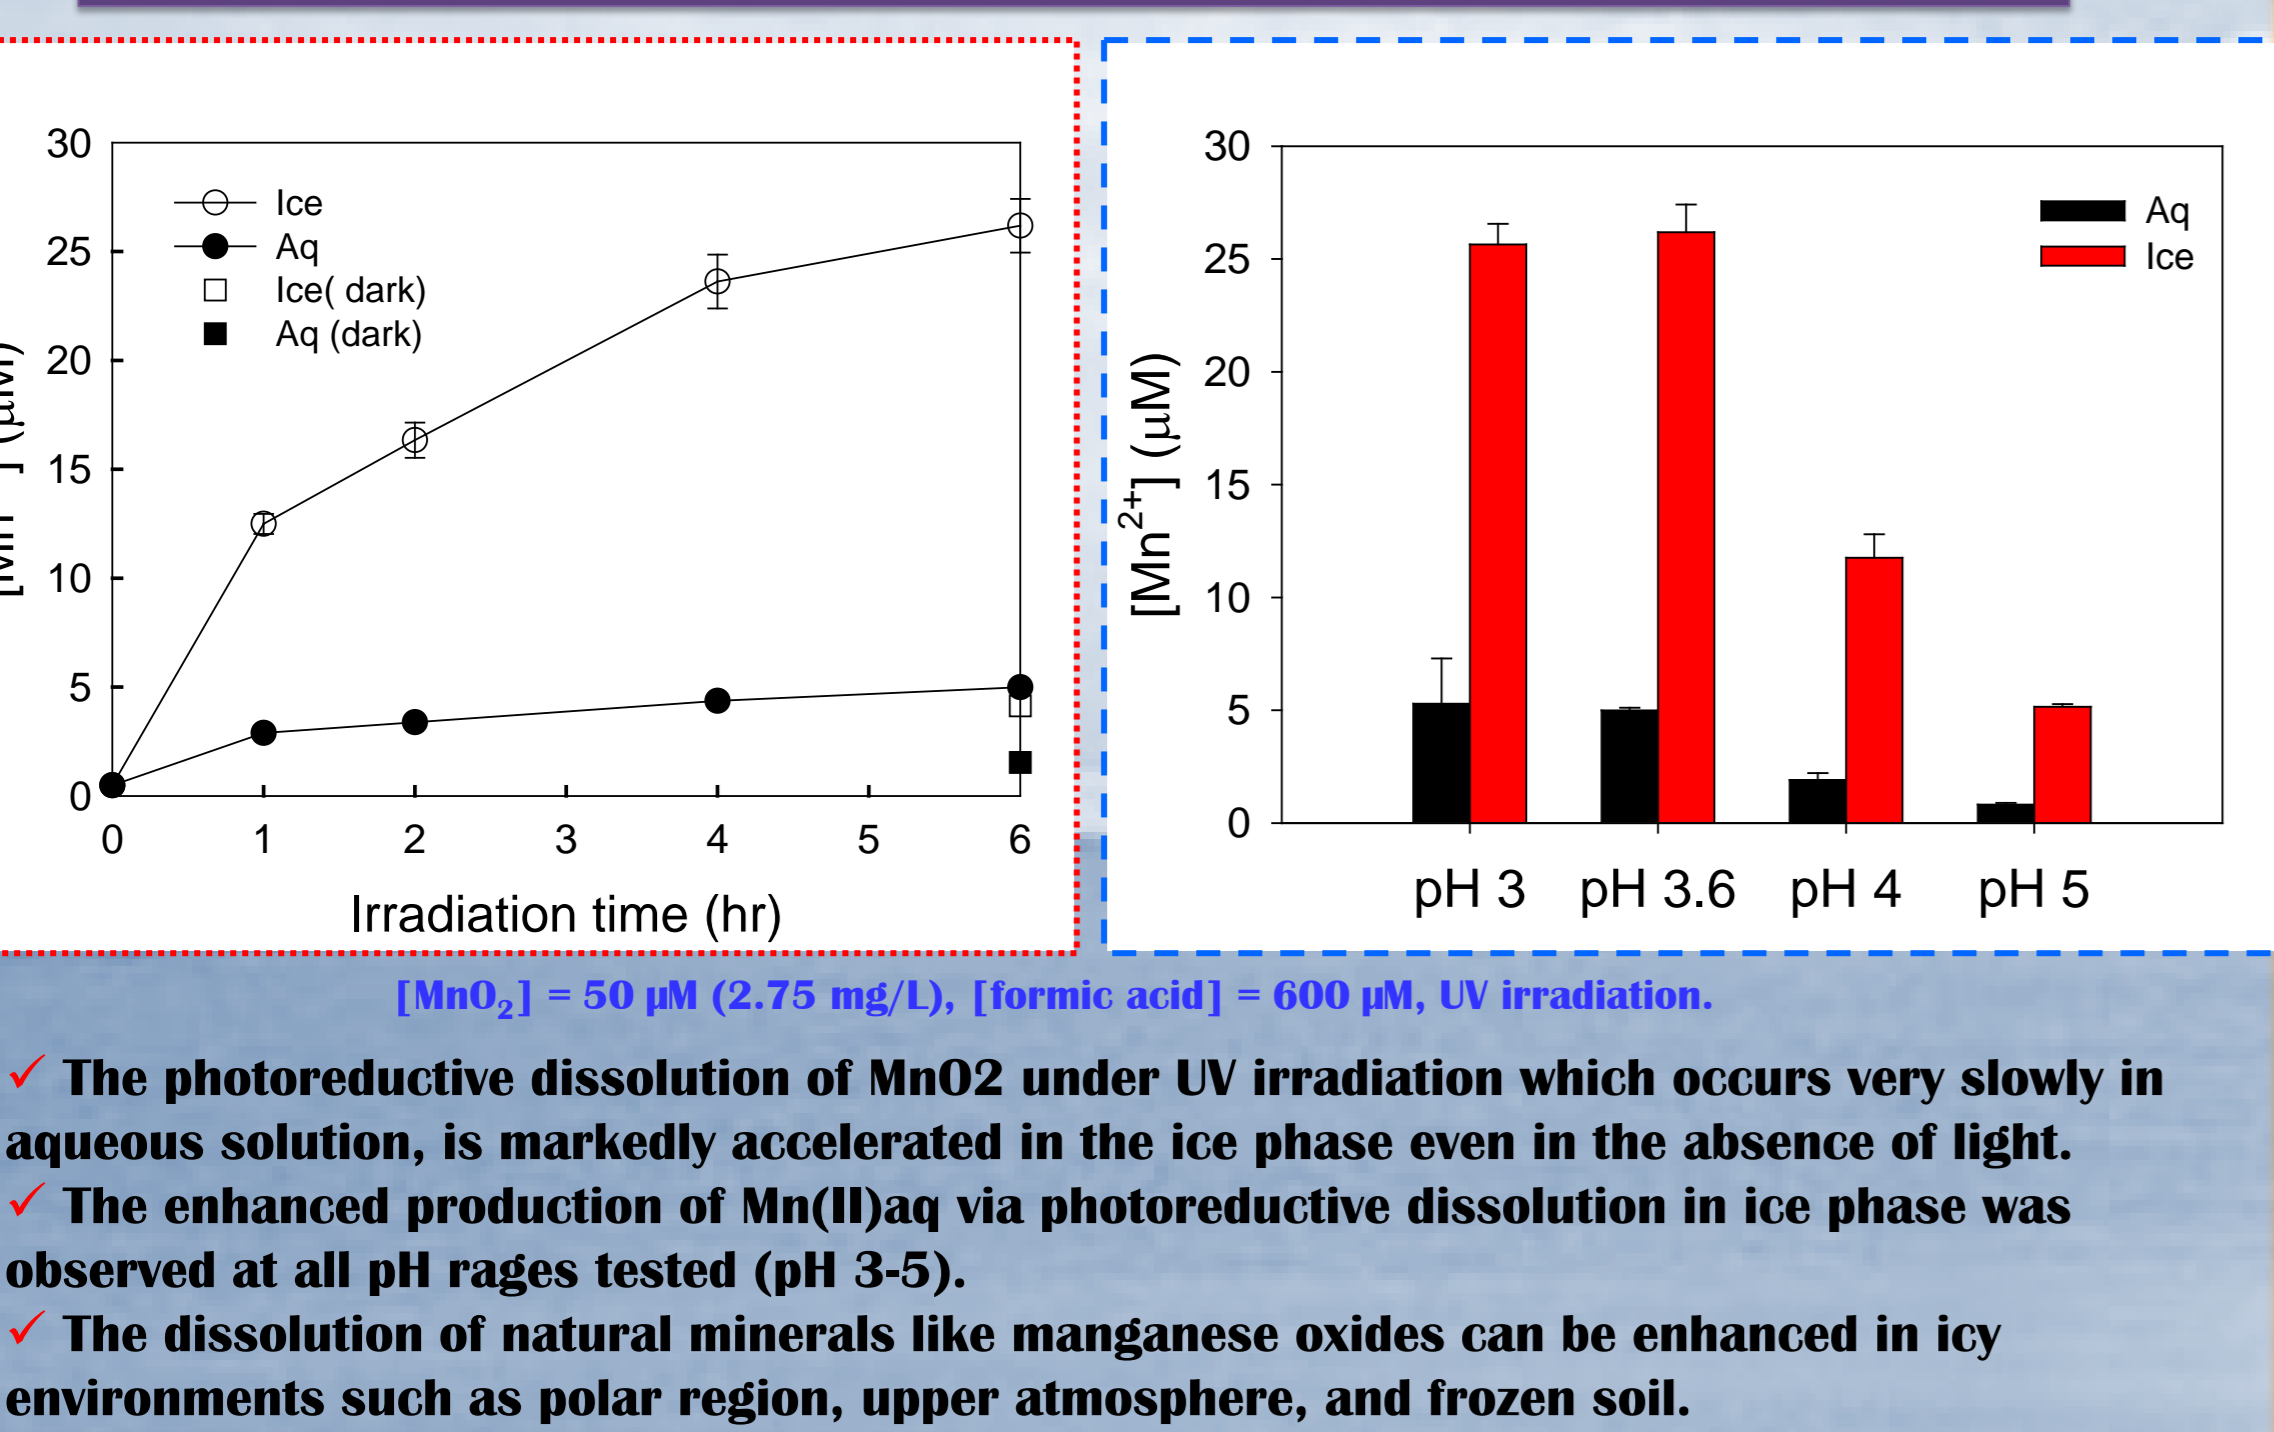 30
25
20
15
10
5
0
Ice
Aq
Ice( dark)
Aq (dark)
0 1 2 3 4 5 6
Irradiation time (hr)
[Mn2+] (µM)
30
25
20
15
10
5
0
Aq
Ice
pH 3 pH 3.6 pH 4 pH 5
[MnO₂] = 50 µM (2.75 mg/L), [formic acid] = 600 µM, UV irradiation.
✓ The photoreductive dissolution of MnO2 under UV irradiation which occurs very slowly in
aqueous solution, is markedly accelerated in the ice phase even in the absence of light.
✓ The enhanced production of Mn(II)aq via photoreductive dissolution in ice phase was
observed at all pH rages tested (pH 3-5).
✓ The dissolution of natural minerals like manganese oxides can be enhanced in icy
environments such as polar region, upper atmosphere, and frozen soil.